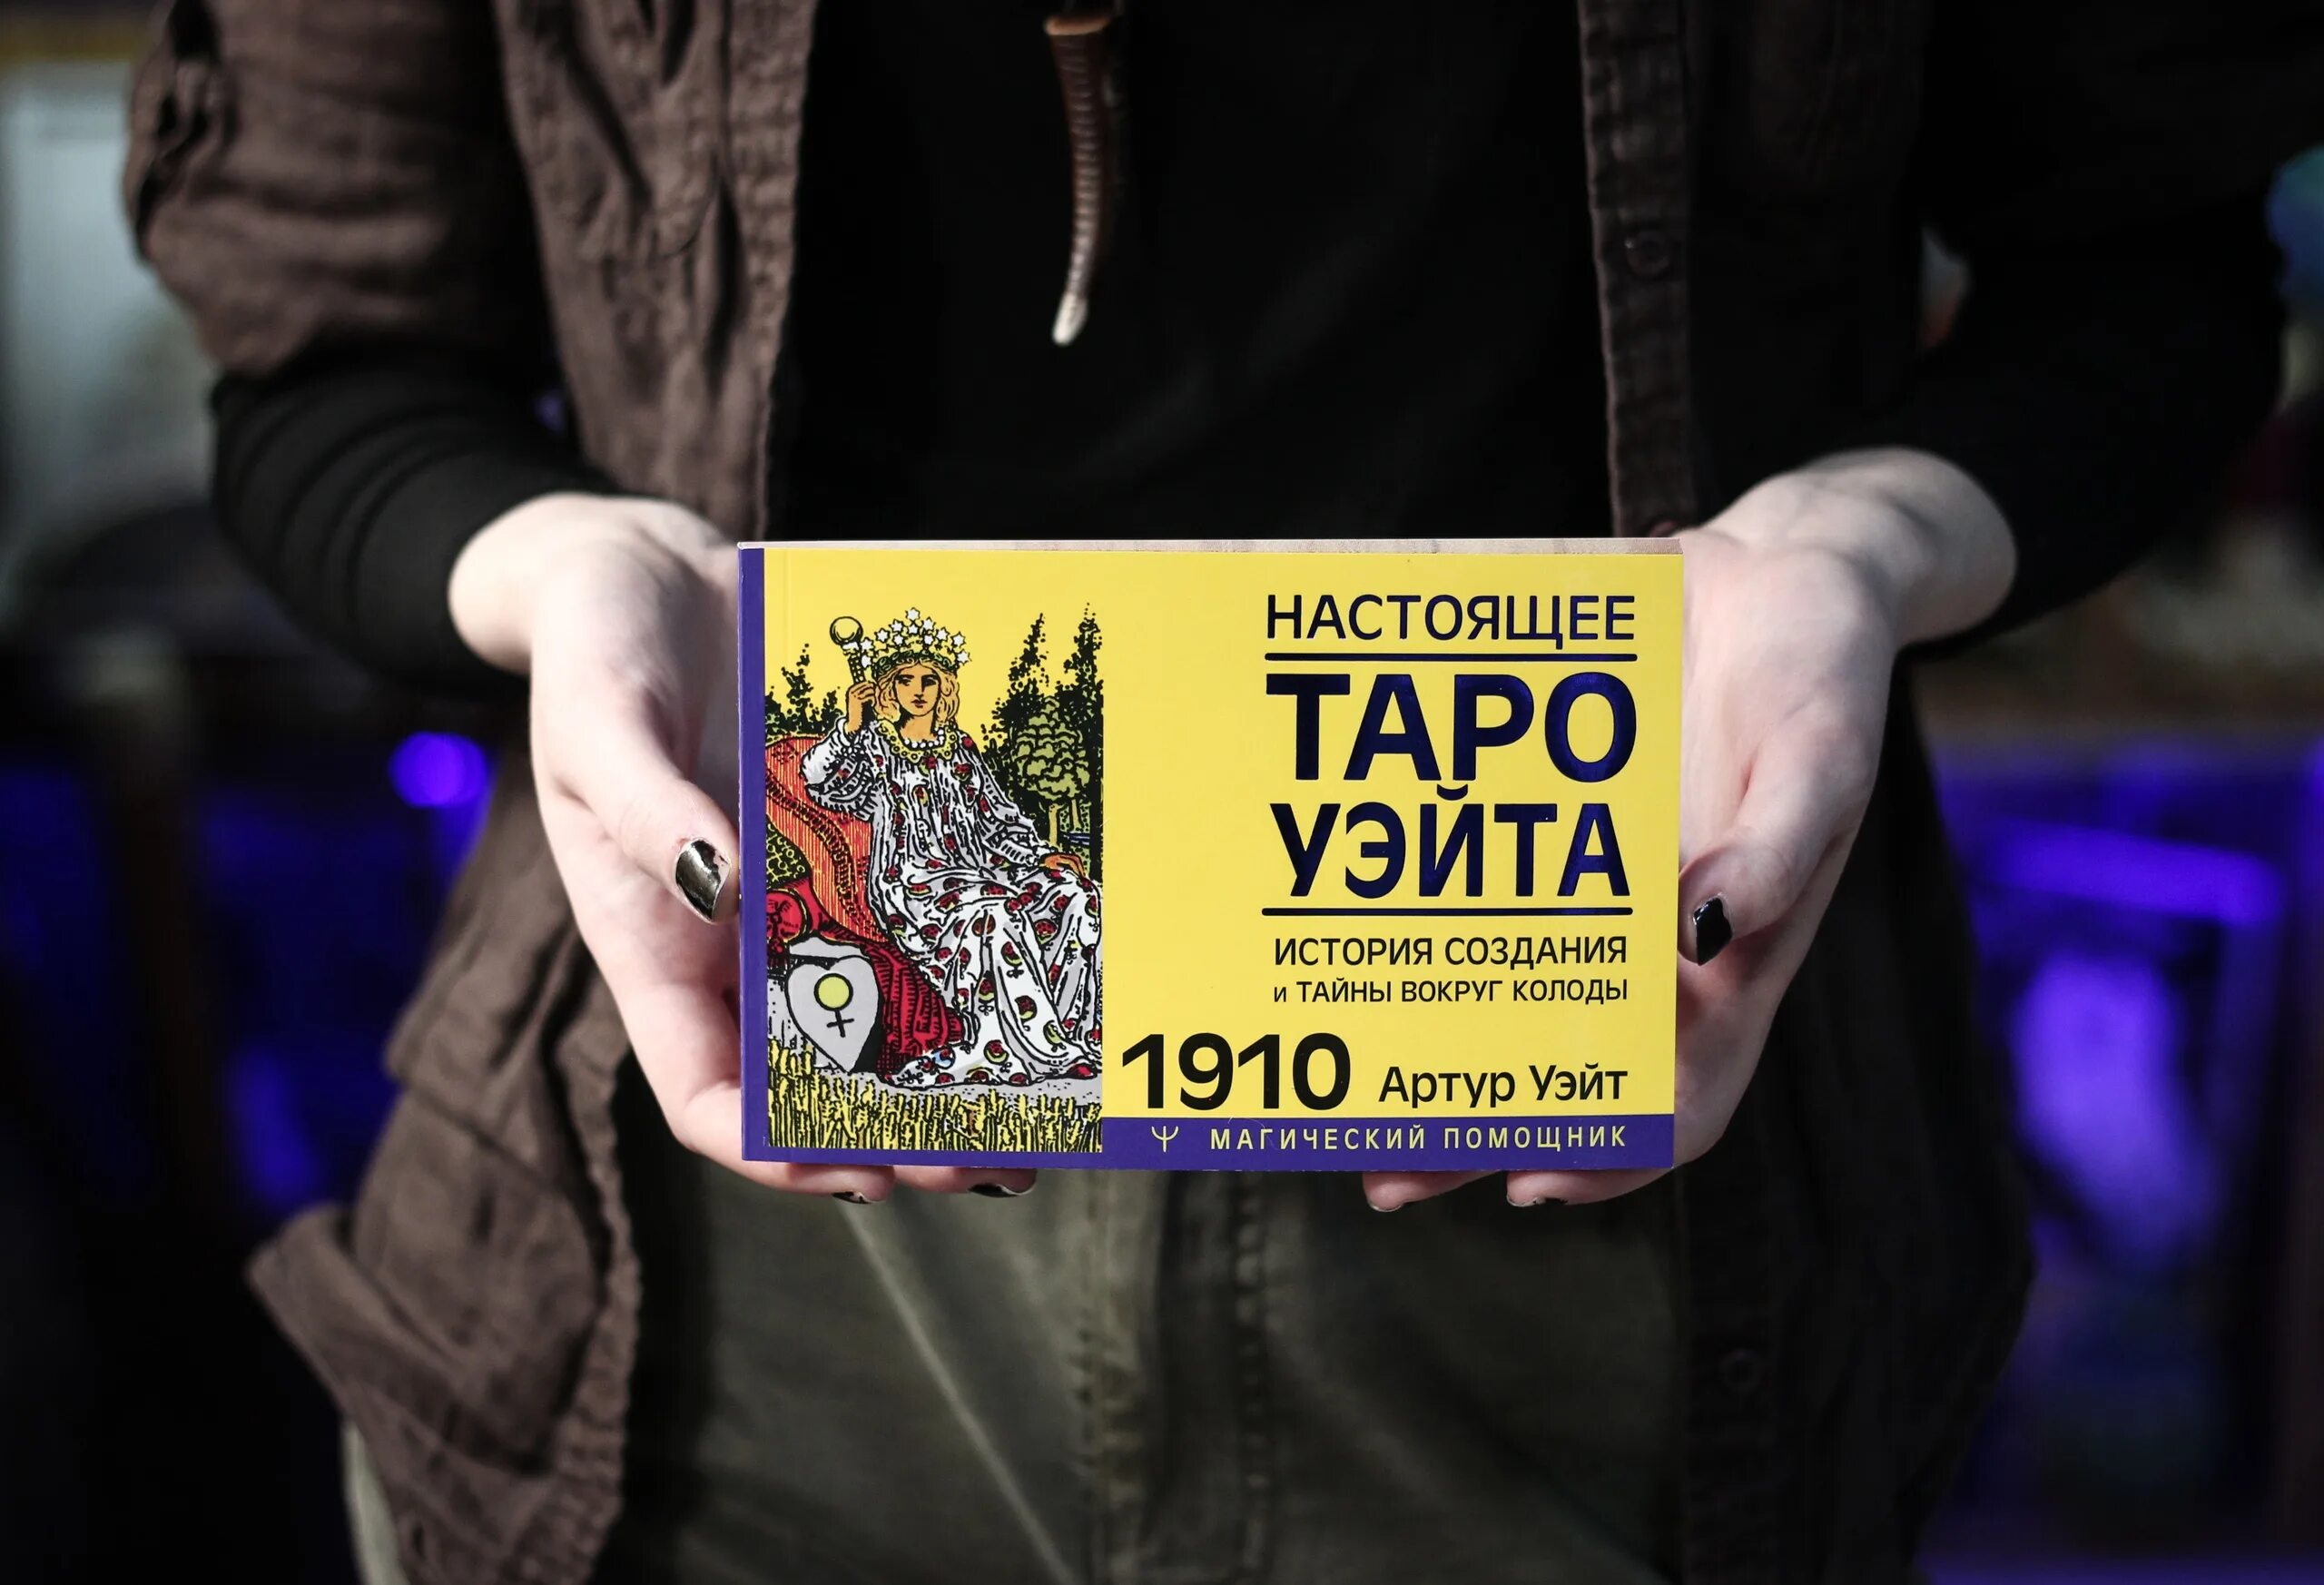 НАСТОЯЩЕЕ
ТАРО
УЭЙТА
ИСТОРИЯ СОЗДАНИЯ
и ТАЙНЫ ВОКРУГ КОЛОДЫ
1910 Артур Уэйт
МАГИЧЕСКИЙ ПОМОЩНИК